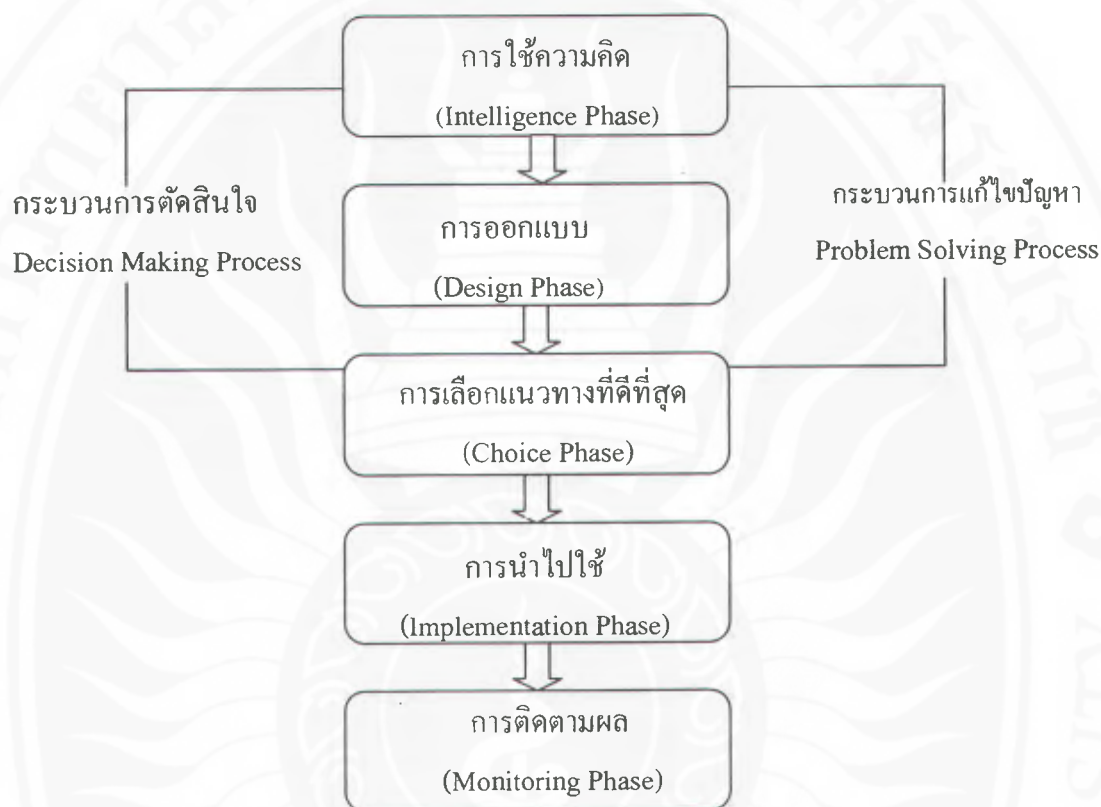 การใช้ความคิด
(Intelligence Phase)
กระบวนการตัดสินใจ
Decision Making Process
กระบวนการแก้ไขปัญหา
Problem Solving Process
การออกแบบ
(Design Phase)
การเลือกแนวทางที่ดีที่สุด
(Choice Phase)
การนำไปใช้
(Implementation Phase)
การติดตามผล
(Monitoring Phase)